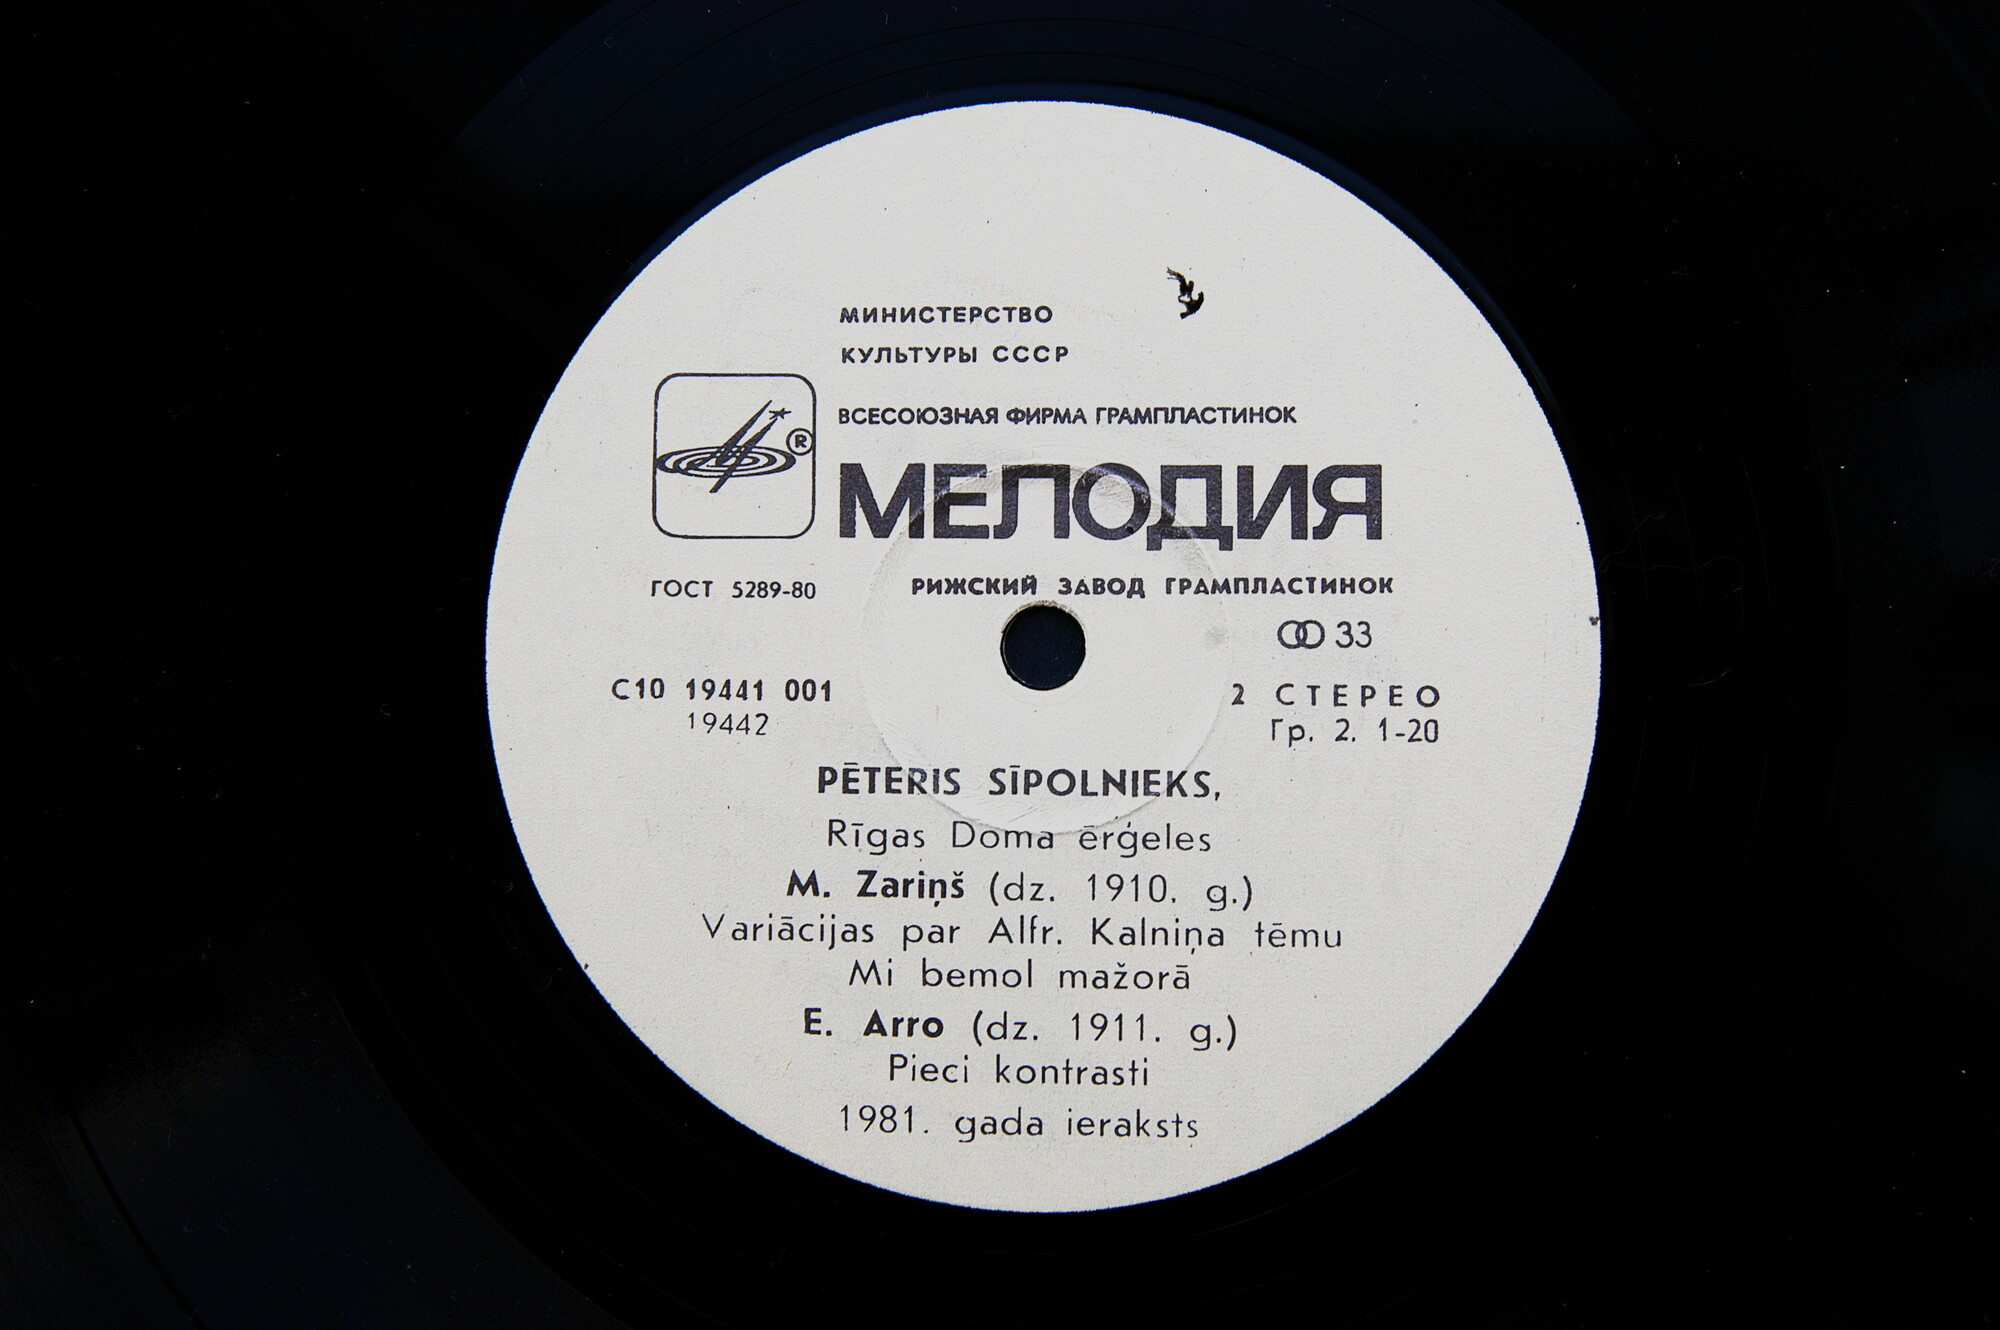 МИНИСТЕРСТВО
КУЛЬТУРЫ СССР
ВСЕСОЮЗНАЯ ФИРМА ГРАМПЛАСТИНОК
®
МЕЛОДИЯ
ГОСТ 5289-80
РИЖСКИЙ ЗАВОД ГРАМПЛАСТИНОК
33
С10 19441 001
19442
2 СТЕРЕО
Гр. 2. 1-20
PĒTERIS SĪPOLNIEKS,
Rīgas Doma ērģeles
M. Zariņš (dz. 1910. g.)
Variācijas par Alfr. Kalniņa tēmu
Mi bemol mažorā
E. Arro (dz. 1911. g.)
Pieci kontrasti
1981. gada ieraksts